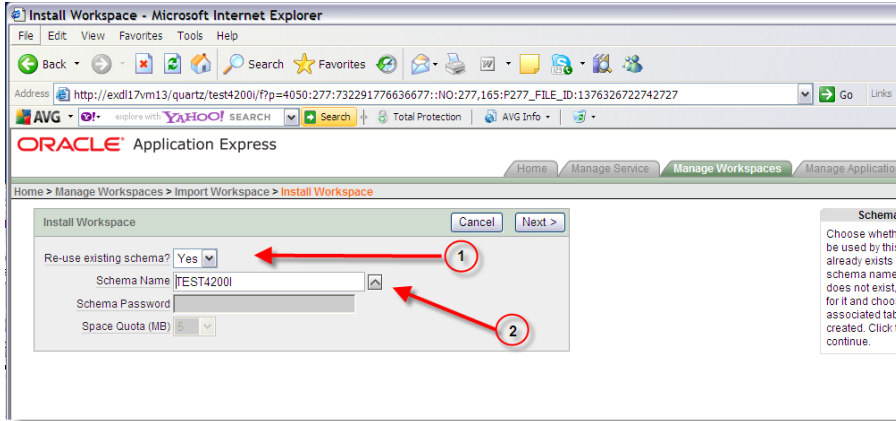 Install Workspace - Microsoft Internet Explorer
File Edit View Favorites Tools Help
Back Search Favorites
Address http://exdl17vm13/quartz/test4200i/f?p=4050:277:732291776636677::NO:277,165:P277_FILE_ID:1376326722742727 Go Links
AVG explore with YAHOO! SEARCH Search Total Protection AVG Info
ORACLE Application Express
Home Manage Service Manage Workspaces Manage Applicatio
Home > Manage Workspaces > Import Workspace > Install Workspace
Install Workspace Cancel Next >
Re-use existing schema? Yes
1
Schema Name TEST4200I
Schema Password
2
Space Quota (MB) 5
Schema
Choose wheth
be used by this
already exists
schema name
does not exist,
for it and choo
associated tab
created. Click
continue.